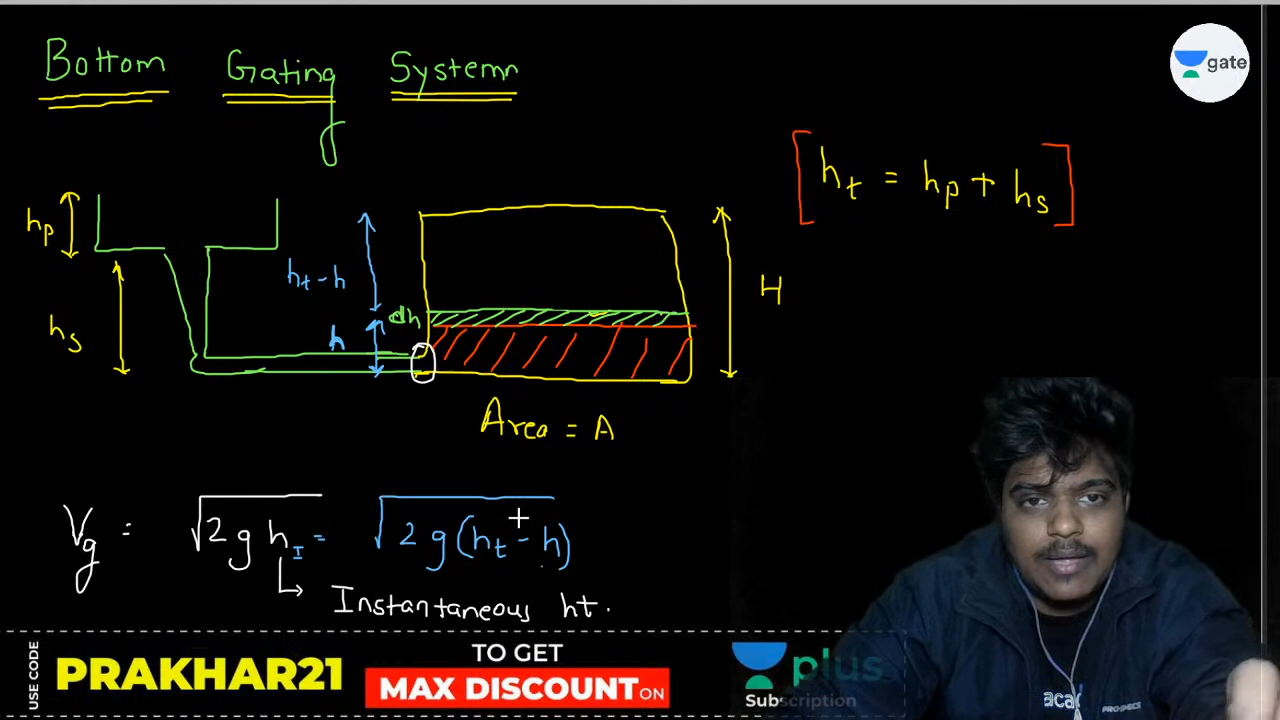 Bottom Gating System
gate
[ht = hp + hs]
hp
ht - h
H
dh
hs
h
Area = A
Vg = √2 g hI = √2 g (ht - h)
Instantaneous ht.
USE CODE
PRAKHAR21
TO GET
MAX DISCOUNT ON
plus
Subscription
acad